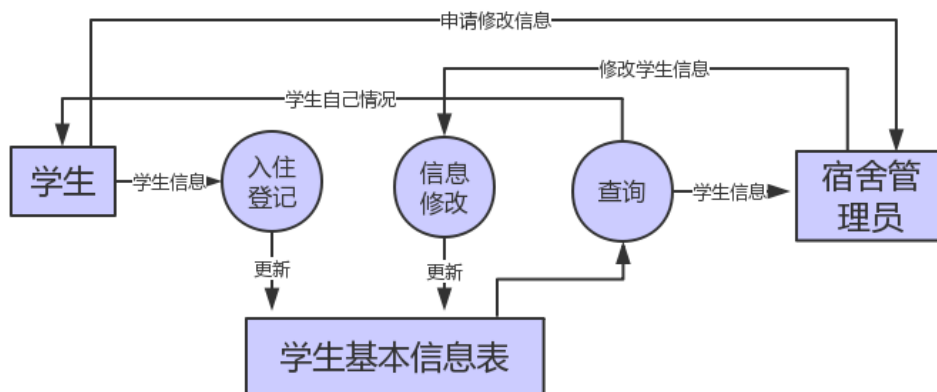 申请修改信息
修改学生信息
学生自己情况
学生
学生信息
入住
登记
信息
修改
查询
学生信息
宿舍管
理员
更新
更新
学生基本信息表